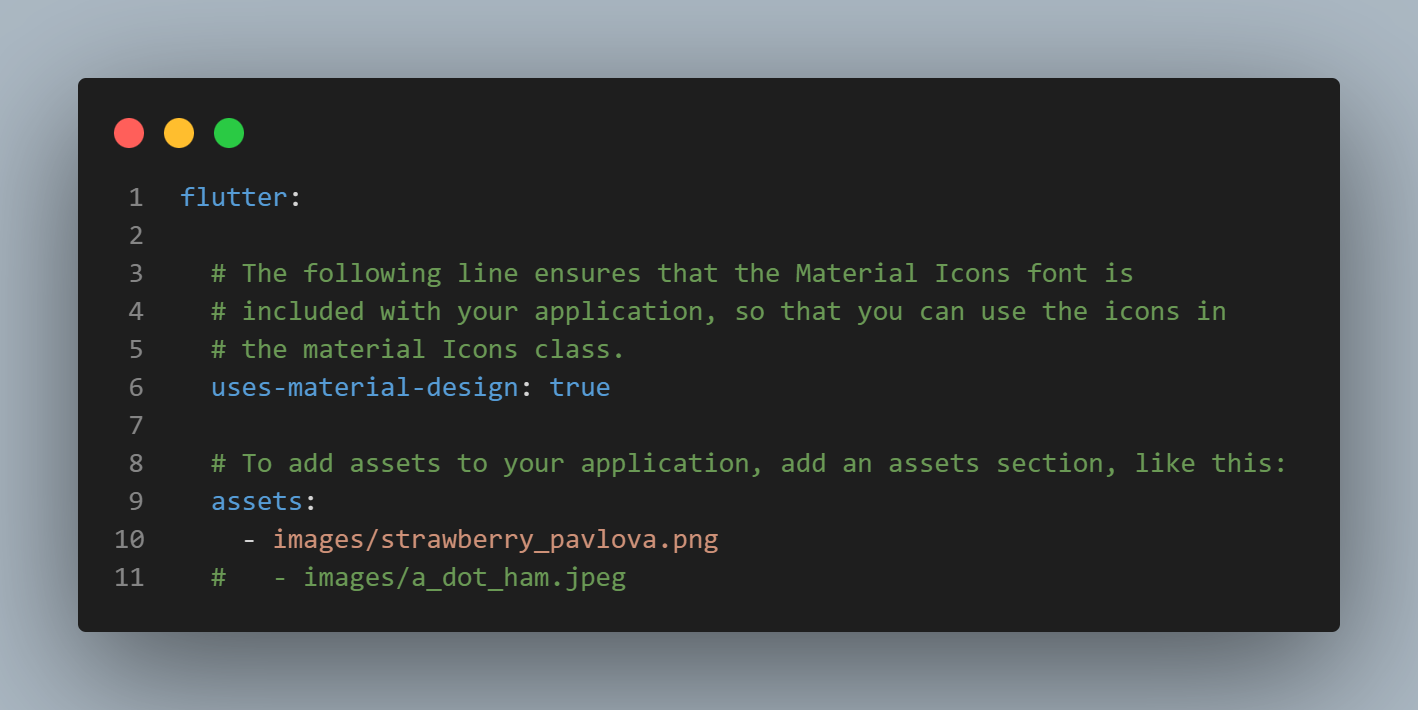 1 flutter:
2
3   # The following line ensures that the Material Icons font is
4   # included with your application, so that you can use the icons in
5   # the material Icons class.
6   uses-material-design: true
7
8   # To add assets to your application, add an assets section, like this:
9   assets:
10     - images/strawberry_pavlova.png
11   #   - images/a_dot_ham.jpeg